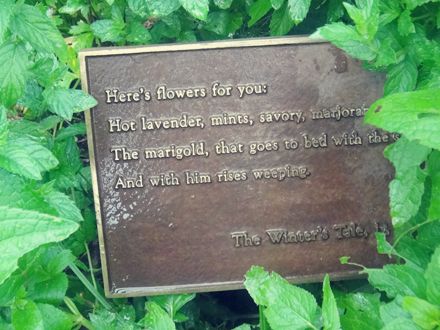 Here's flowers for you:
Hot lavender, mints, savory, marjora
The marigold, that goes to bed with the
And with him rises weeping.
The Winter's Tale,